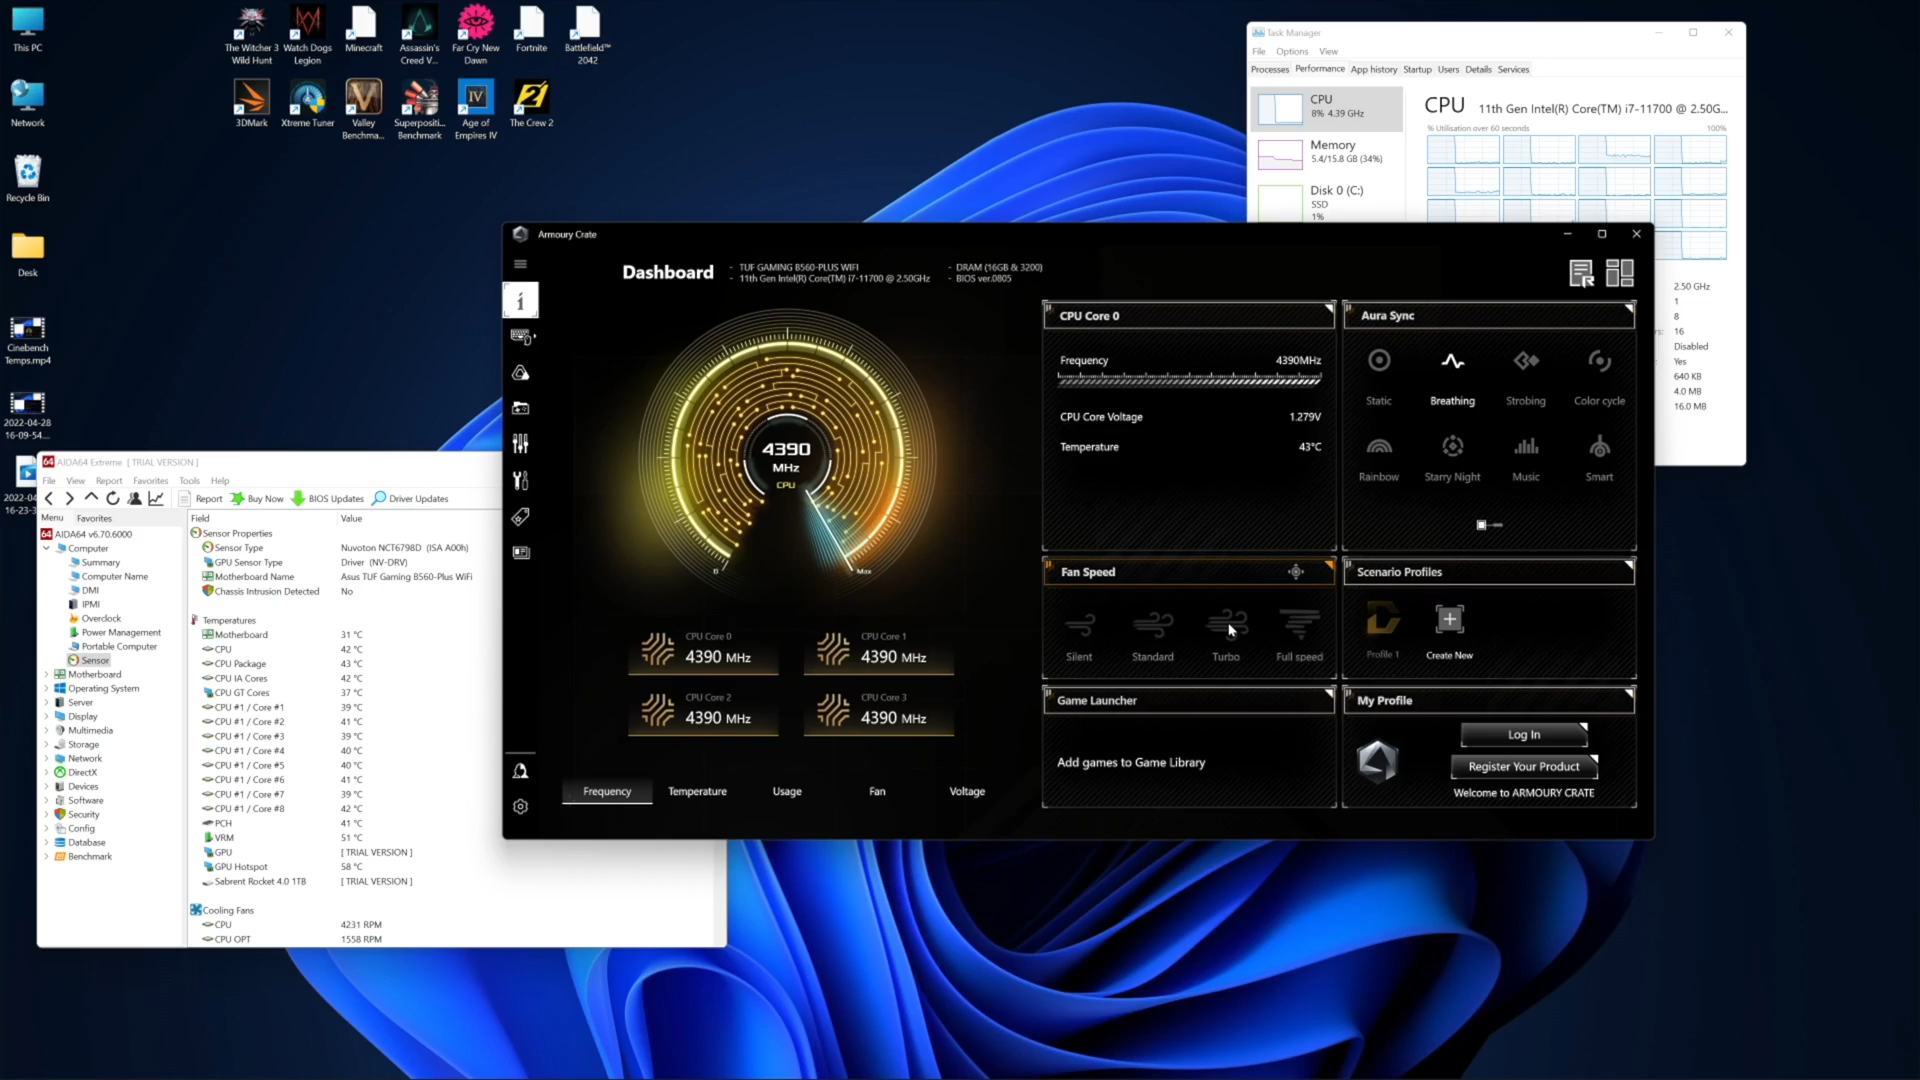 This PC
The Witcher 3
Wild Hunt
Watch Dogs
Legion
Minecraft
Assassin's
Creed V...
Far Cry New
Dawn
Fortnite
Battlefield™
2042
Network
3DMark
Xtreme Tuner
Valley
Benchma...
Superpositi...
Benchmark
Age of
Empires IV
The Crew 2
Recycle Bin
Desk
Cinebench
Temps.mp4
2022-04-28
16-09-54...
2022-04
16-23-3
Task Manager
File Options View
Processes Performance App history Startup Users Details Services
CPU
8% 4.39 GHz
Memory
5.4/15.8 GB (34%)
Disk 0 (C:)
SSD
1%
CPU 11th Gen Intel(R) Core(TM) i7-11700 @ 2.50G...
% Utilisation over 60 seconds 100%
2.50 GHz
1
8
16
Disabled
Yes
640 KB
4.0 MB
16.0 MB
Armoury Crate
Dashboard
- TUF GAMING B560-PLUS WIFI
- 11th Gen Intel(R) Core(TM) i7-11700 @ 2.50GHz
- DRAM (16GB & 3200)
- BIOS ver.0805
4390
MHz
CPU
0
Max
CPU Core 0
4390 MHz
CPU Core 1
4390 MHz
CPU Core 2
4390 MHz
CPU Core 3
4390 MHz
Frequency Temperature Usage Fan Voltage
CPU Core 0
Frequency 4390MHz
CPU Core Voltage 1.279V
Temperature 43°C
Aura Sync
Static Breathing Strobing Color cycle
Rainbow Starry Night Music Smart
Fan Speed
Silent Standard Turbo Full speed
Scenario Profiles
Profile 1 Create New
Game Launcher
Add games to Game Library
My Profile
Log In
Register Your Product
Welcome to ARMOURY CRATE
64 AIDA64 Extreme [ TRIAL VERSION ]
File View Report Favorites Tools Help
Report Buy Now BIOS Updates Driver Updates
Menu Favorites
64 AIDA64 v6.70.6000
Computer
Summary
Computer Name
DMI
IPMI
Overclock
Power Management
Portable Computer
Sensor
Motherboard
Operating System
Server
Display
Multimedia
Storage
Network
DirectX
Devices
Software
Security
Config
Database
Benchmark
Field Value
Sensor Properties
Sensor Type Nuvoton NCT6798D (ISA A00h)
GPU Sensor Type Driver (NV-DRV)
Motherboard Name Asus TUF Gaming B560-Plus WiFi
Chassis Intrusion Detected No
Temperatures
Motherboard 31 °C
CPU 42 °C
CPU Package 43 °C
CPU IA Cores 42 °C
CPU GT Cores 37 °C
CPU #1 / Core #1 39 °C
CPU #1 / Core #2 41 °C
CPU #1 / Core #3 39 °C
CPU #1 / Core #4 40 °C
CPU #1 / Core #5 40 °C
CPU #1 / Core #6 41 °C
CPU #1 / Core #7 39 °C
CPU #1 / Core #8 42 °C
PCH 41 °C
VRM 51 °C
GPU [ TRIAL VERSION ]
GPU Hotspot 58 °C
Sabrent Rocket 4.0 1TB [ TRIAL VERSION ]
Cooling Fans
CPU 4231 RPM
CPU OPT 1558 RPM